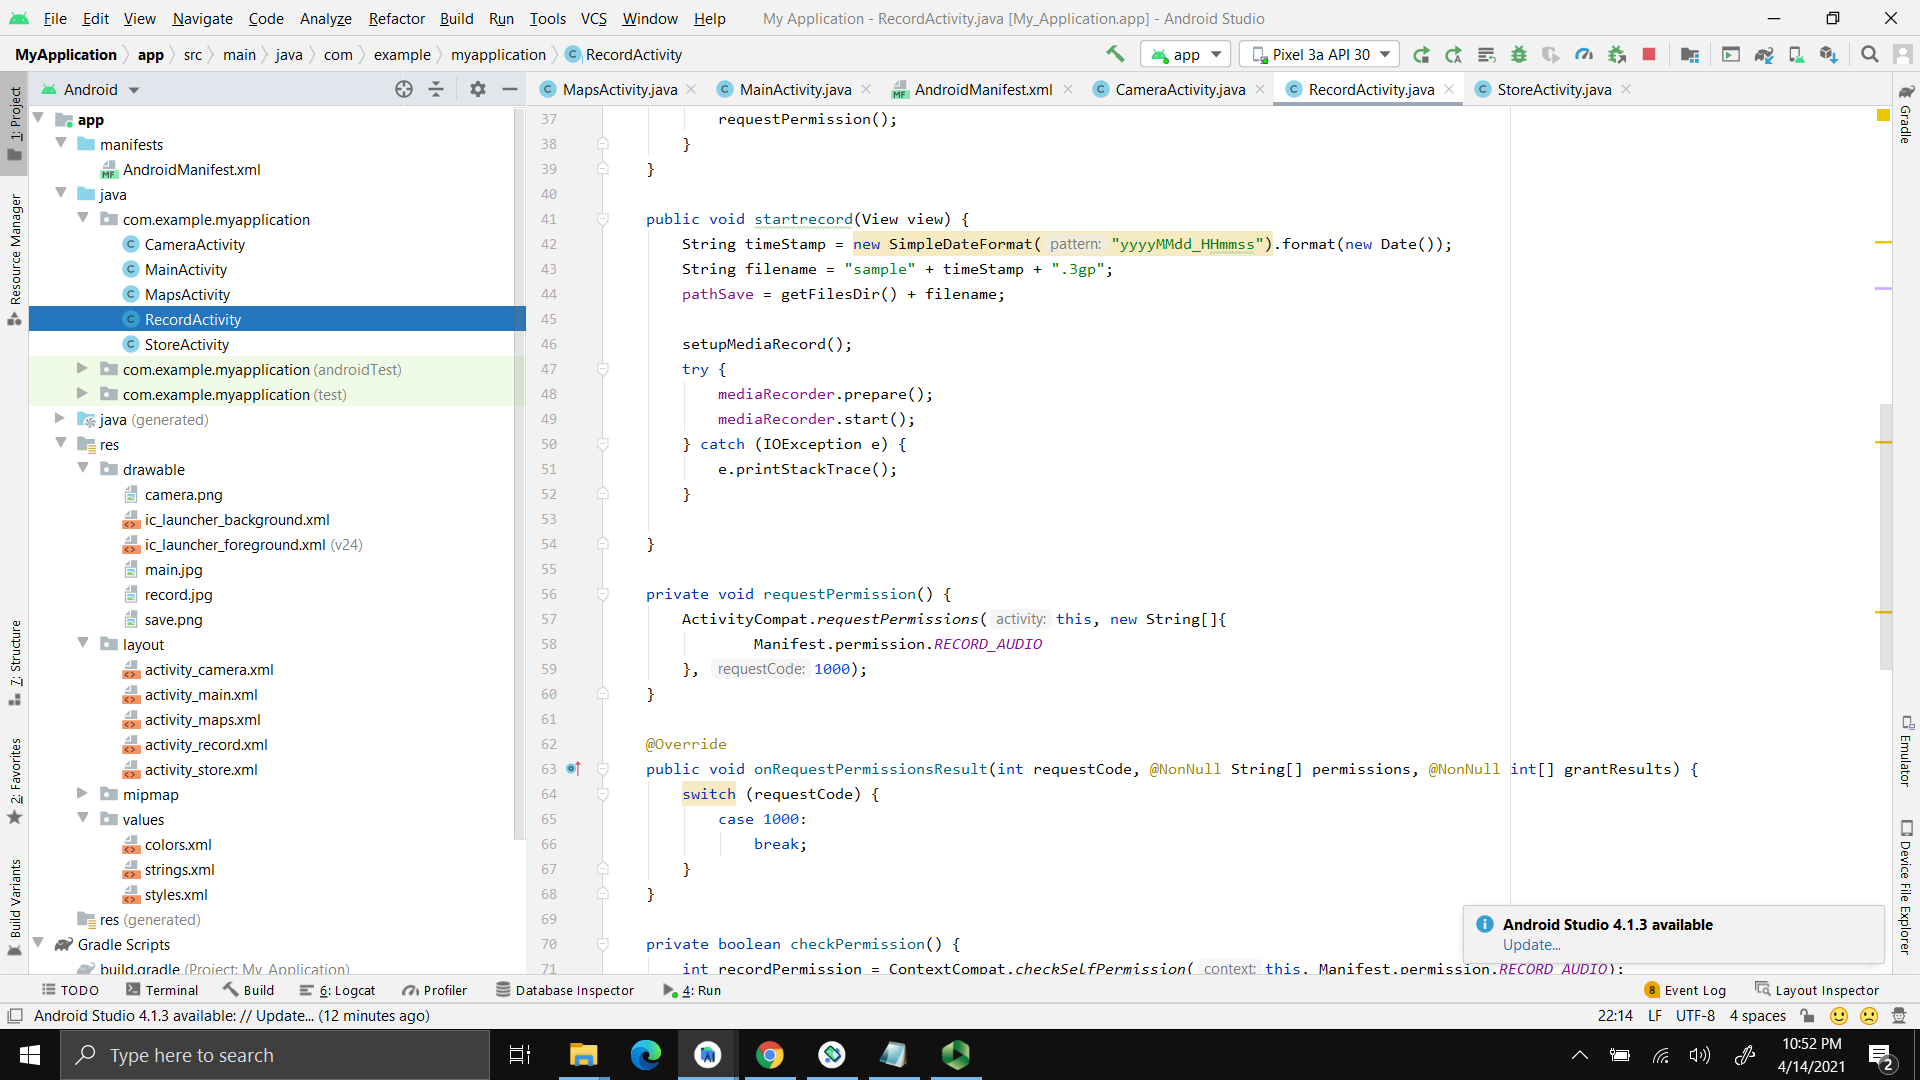 File Edit View Navigate Code Analyze Refactor Build Run Tools VCS Window Help My Application - RecordActivity.java [My_Application.app] - Android Studio
MyApplication app src main java com example myapplication RecordActivity app Pixel 3a API 30
Android
MapsActivity.java MainActivity.java AndroidManifest.xml CameraActivity.java RecordActivity.java StoreActivity.java
1: Project
Resource Manager
7: Structure
2: Favorites
Build Variants
app
manifests
AndroidManifest.xml
java
com.example.myapplication
CameraActivity
MainActivity
MapsActivity
RecordActivity
StoreActivity
com.example.myapplication (androidTest)
com.example.myapplication (test)
java (generated)
res
drawable
camera.png
ic_launcher_background.xml
ic_launcher_foreground.xml (v24)
main.jpg
record.jpg
save.png
layout
activity_camera.xml
activity_main.xml
activity_maps.xml
activity_record.xml
activity_store.xml
mipmap
values
colors.xml
strings.xml
styles.xml
res (generated)
Gradle Scripts
build.gradle (Project: My_Application)
37 requestPermission();
38 }
39 }
40
41 public void startrecord(View view) {
42 String timeStamp = new SimpleDateFormat( pattern: "yyyyMMdd_HHmmss").format(new Date());
43 String filename = "sample" + timeStamp + ".3gp";
44 pathSave = getFilesDir() + filename;
45
46 setupMediaRecord();
47 try {
48 mediaRecorder.prepare();
49 mediaRecorder.start();
50 } catch (IOException e) {
51 e.printStackTrace();
52 }
53
54 }
55
56 private void requestPermission() {
57 ActivityCompat.requestPermissions( activity: this, new String[]{
58 Manifest.permission.RECORD_AUDIO
59 }, requestCode: 1000);
60 }
61
62 @Override
63 public void onRequestPermissionsResult(int requestCode, @NonNull String[] permissions, @NonNull int[] grantResults) {
64 switch (requestCode) {
65 case 1000:
66 break;
67 }
68 }
69
70 private boolean checkPermission() {
71 int recordPermission = ContextCompat.checkSelfPermission( context: this, Manifest.permission.RECORD_AUDIO);
Gradle
Emulator
Device File Explorer
Android Studio 4.1.3 available
Update...
TODO Terminal Build 6: Logcat Profiler Database Inspector 4: Run 8 Event Log Layout Inspector
Android Studio 4.1.3 available: // Update... (12 minutes ago) 22:14 LF UTF-8 4 spaces
Type here to search
10:52 PM
4/14/2021
2